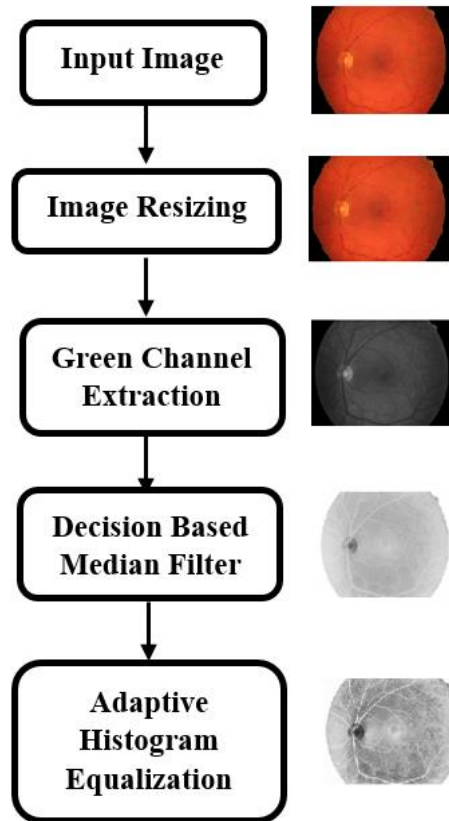 Input Image
Image Resizing
Green Channel
Extraction
Decision Based
Median Filter
Adaptive
Histogram
Equalization